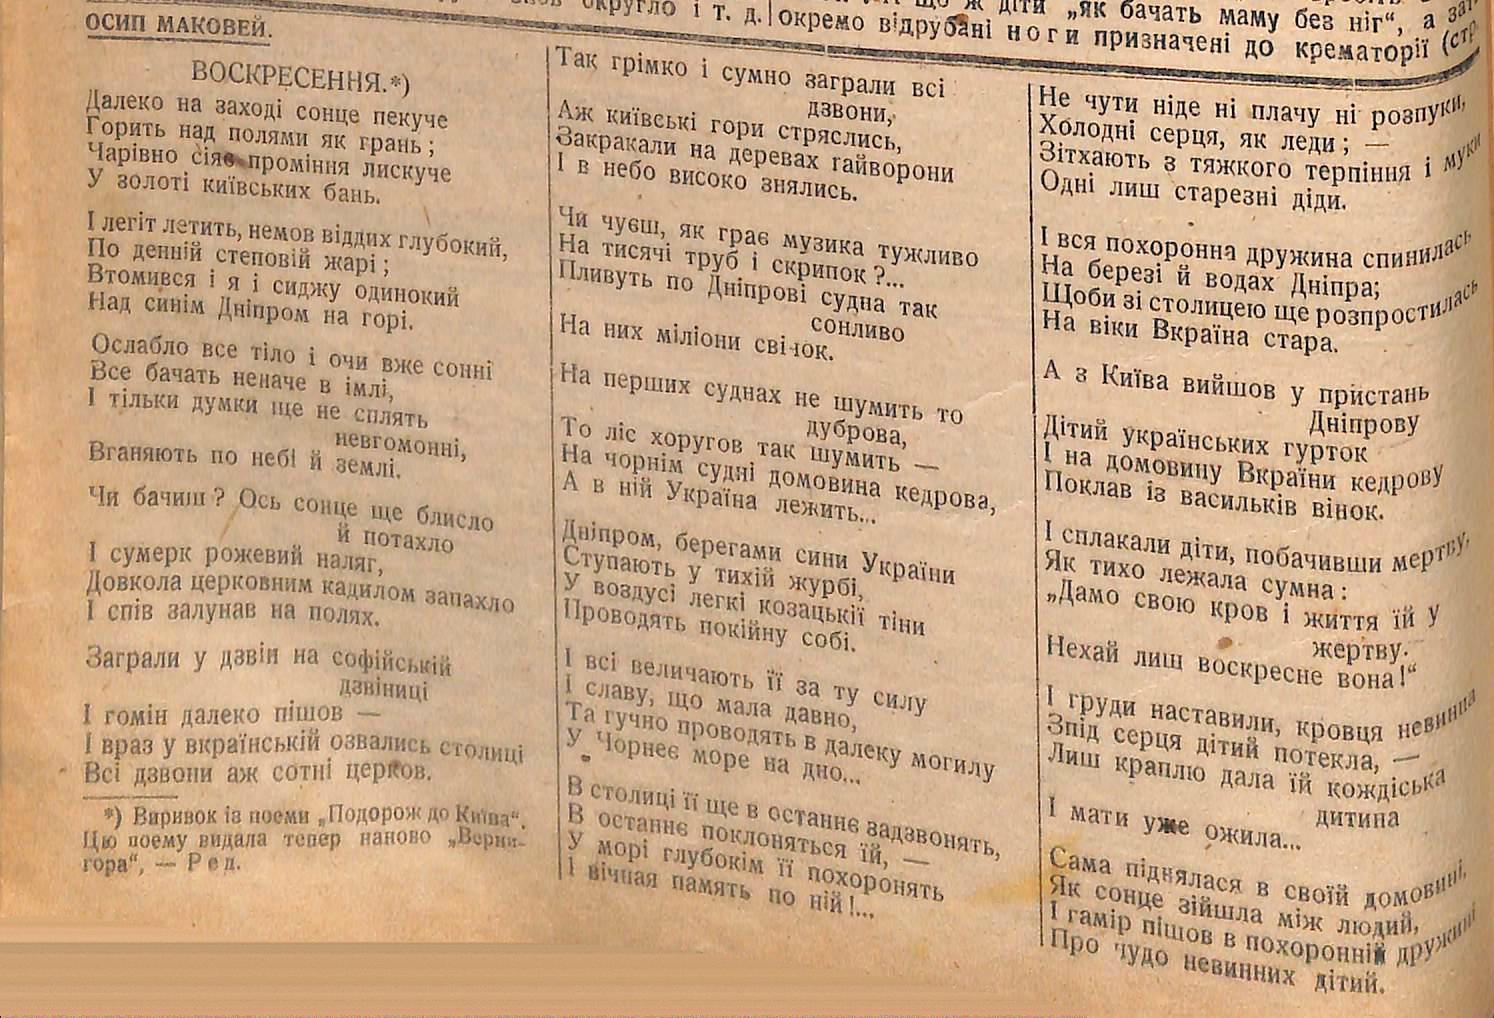 округло і т. д.
діти „як бачать маму без ніг“, а
окремо відрубані ноги призначені до крематорії (стр.
ОСИП МАКОВЕЙ.
ВОСКРЕСЕННЯ.*)
Далеко на заході сонце пекуче
Горить над полями як грань;
Чарівно сіяє проміння лискуче
У золоті київських бань.
І легіт летить, немов віддих глубокий,
По денній степовій жарі;
Втомився і я і сиджу одинокий
Над синім Дніпром на горі.
Ослабло все тіло і очи вже сонні
Все бачать неначе в імлі,
І тільки думки ще не сплять
невгомонні,
Вганяють по небі й землі.
Чи бачиш? Ось сонце ще блисло
й потахло
І сумерк рожевий наляг,
Довкола церковним кадилом запахло
І спів залунав на полях.
Заграли у дзвін на софійській
дзвіниці
І гомін далеко пішов —
І враз у вкраїнській озвались столиці
Всі дзвони аж сотні церков.
*) Виривок із поеми „Подорож до Київа“.
Цю поему видала тепер наново „Верни-
гора“, — Ред.
Так грімко і сумно заграли всі
дзвони,
Аж київські гори стряслись,
Закракали на деревах гайворони
І в небо високо знялись.
Чи чуєш, як грає музика тужливо
На тисячі труб і скрипок?...
Пливуть по Дніпрові судна так
сонливо
На них міліони свічок.
На перших суднах не шумить то
дуброва,
То ліс хоругов так шумить —
На чорнім судні домовина кедрова,
А в ній Україна лежить...
Дніпром, берегами сини України
Ступають у тихій журбі,
У воздусі легкі козацькії тіни
Проводять покійну собі.
І всі величають її за ту силу
І славу, що мала давно,
Та гучно проводять в далеку могилу
У Чорнеє море на дно...
В столиці її ще в останнє задзвонять,
В останнє поклоняться їй, —
У морі глубокім її похоронять
І вічная память по ній!...
Не чути ніде ні плачу ні розпуки,
Холодні серця, як леди; —
Зітхають з тяжкого терпіння і муки
Одні лиш старезні діди.
І вся похоронна дружина спинилась
На березі й водах Дніпра;
Щоби зі столицею ще розпростилась
На віки Вкраїна стара.
А з Київа вийшов у пристань
Дніпрову
Дітий українських гурток
І на домовину Вкраїни кедрову
Поклав із васильків вінок.
І сплакали діти, побачивши мертву,
Як тихо лежала сумна:
„Дамо свою кров і життя їй у
жертву.
Нехай лиш воскресне вона!“
І груди наставили, кровця невинна
Зпід серця дітий потекла, —
Лиш краплю дала їй кождіська
дитина
І мати уже ожила...
Сама піднялася в своїй домовині,
Як сонце зійшла між людий,
І гамір пішов в похоронній дружині
Про чудо невинних дітий.